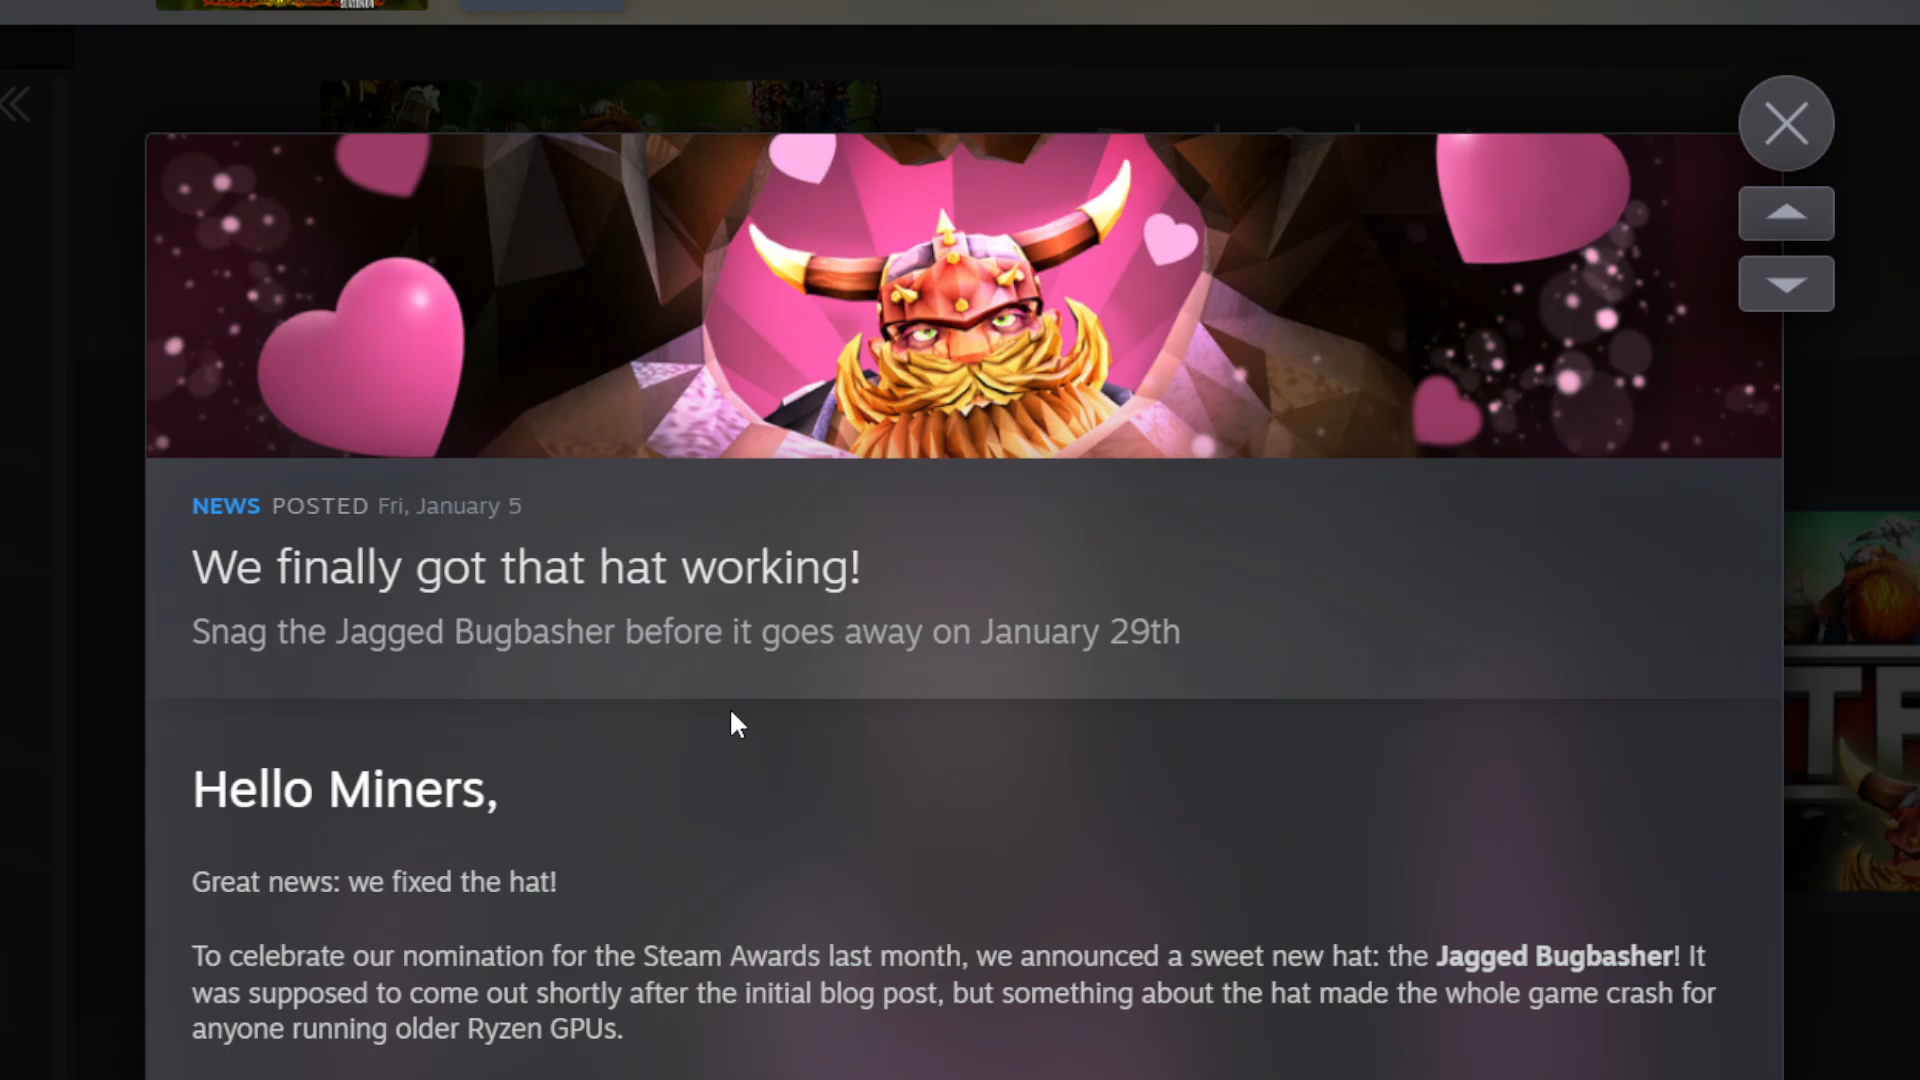 NEWS POSTED Fri, January 5
We finally got that hat working!
Snag the Jagged Bugbasher before it goes away on January 29th
Hello Miners,
Great news: we fixed the hat!
To celebrate our nomination for the Steam Awards last month, we announced a sweet new hat: the Jagged Bugbasher! It
was supposed to come out shortly after the initial blog post, but something about the hat made the whole game crash for
anyone running older Ryzen GPUs.